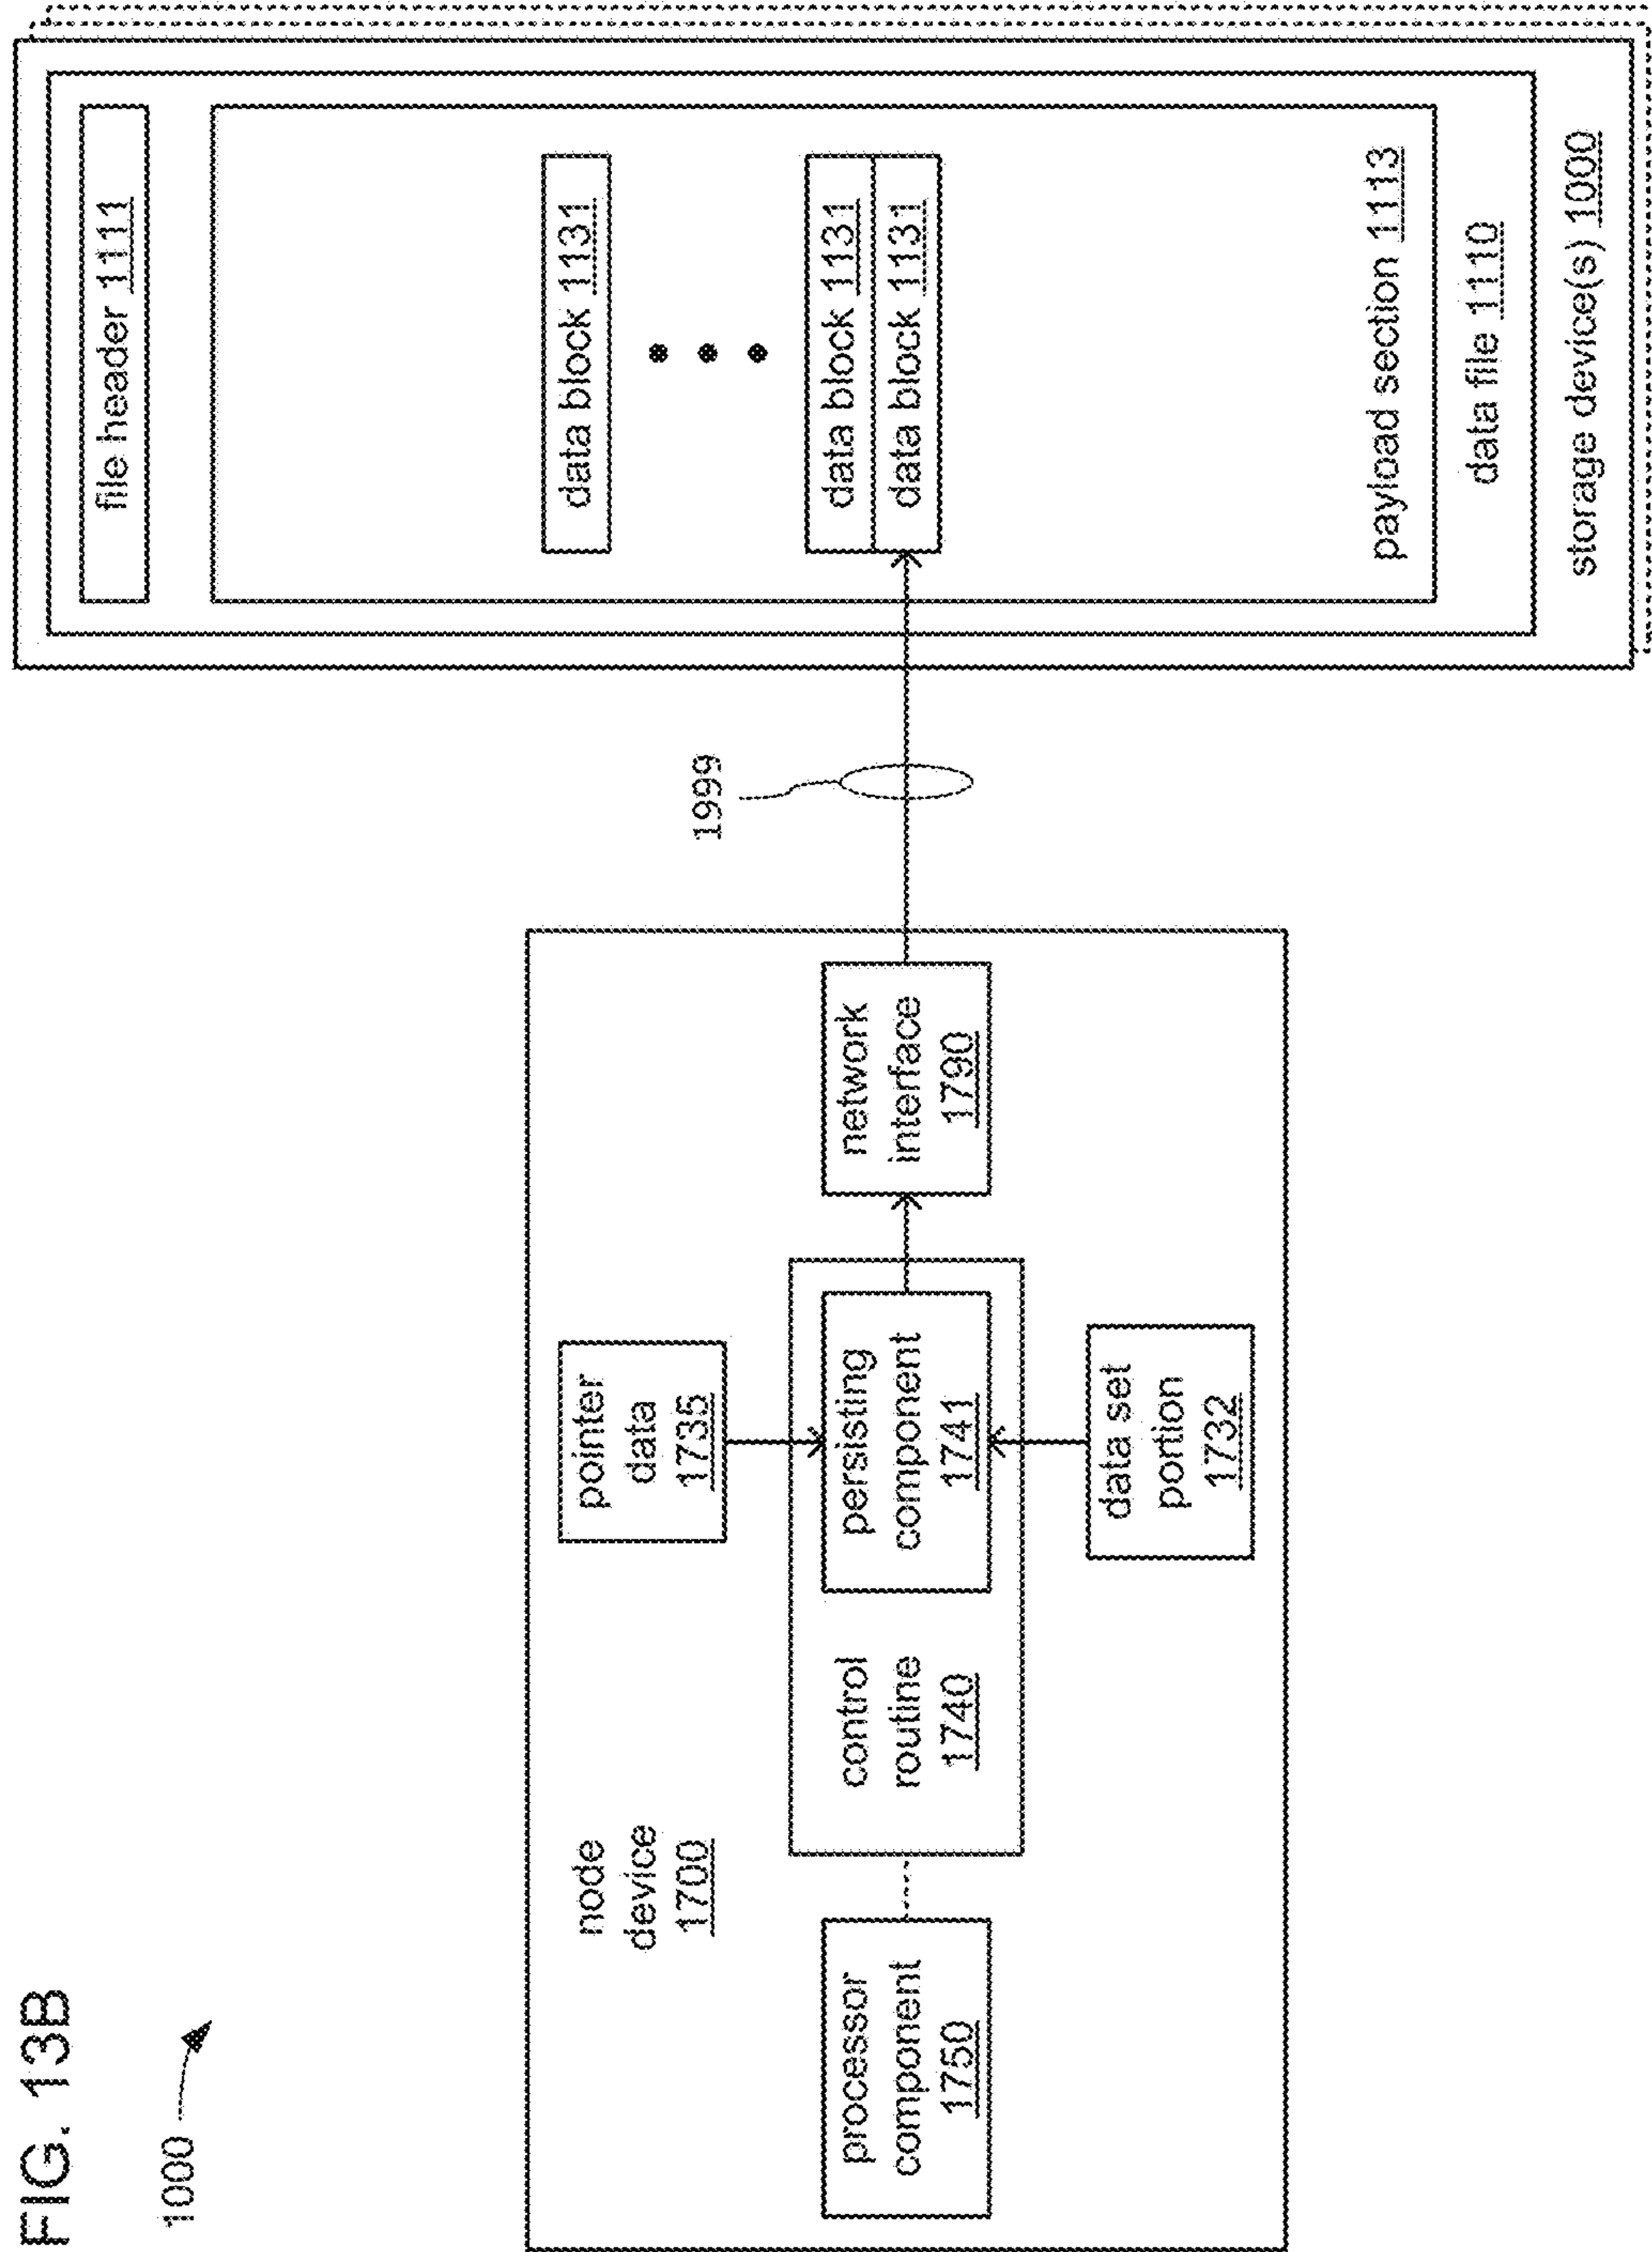 FIG. 13B
1000
node
device
1700
processor
component
1750
control
routine
1740
pointer
data
1735
persisting
component
1741
data set
portion
1732
network
interface
1790
1999
file header 1111
data block 1131
data block 1131
data block 1131
payload section 1113
data file 1110
storage device(s) 1000